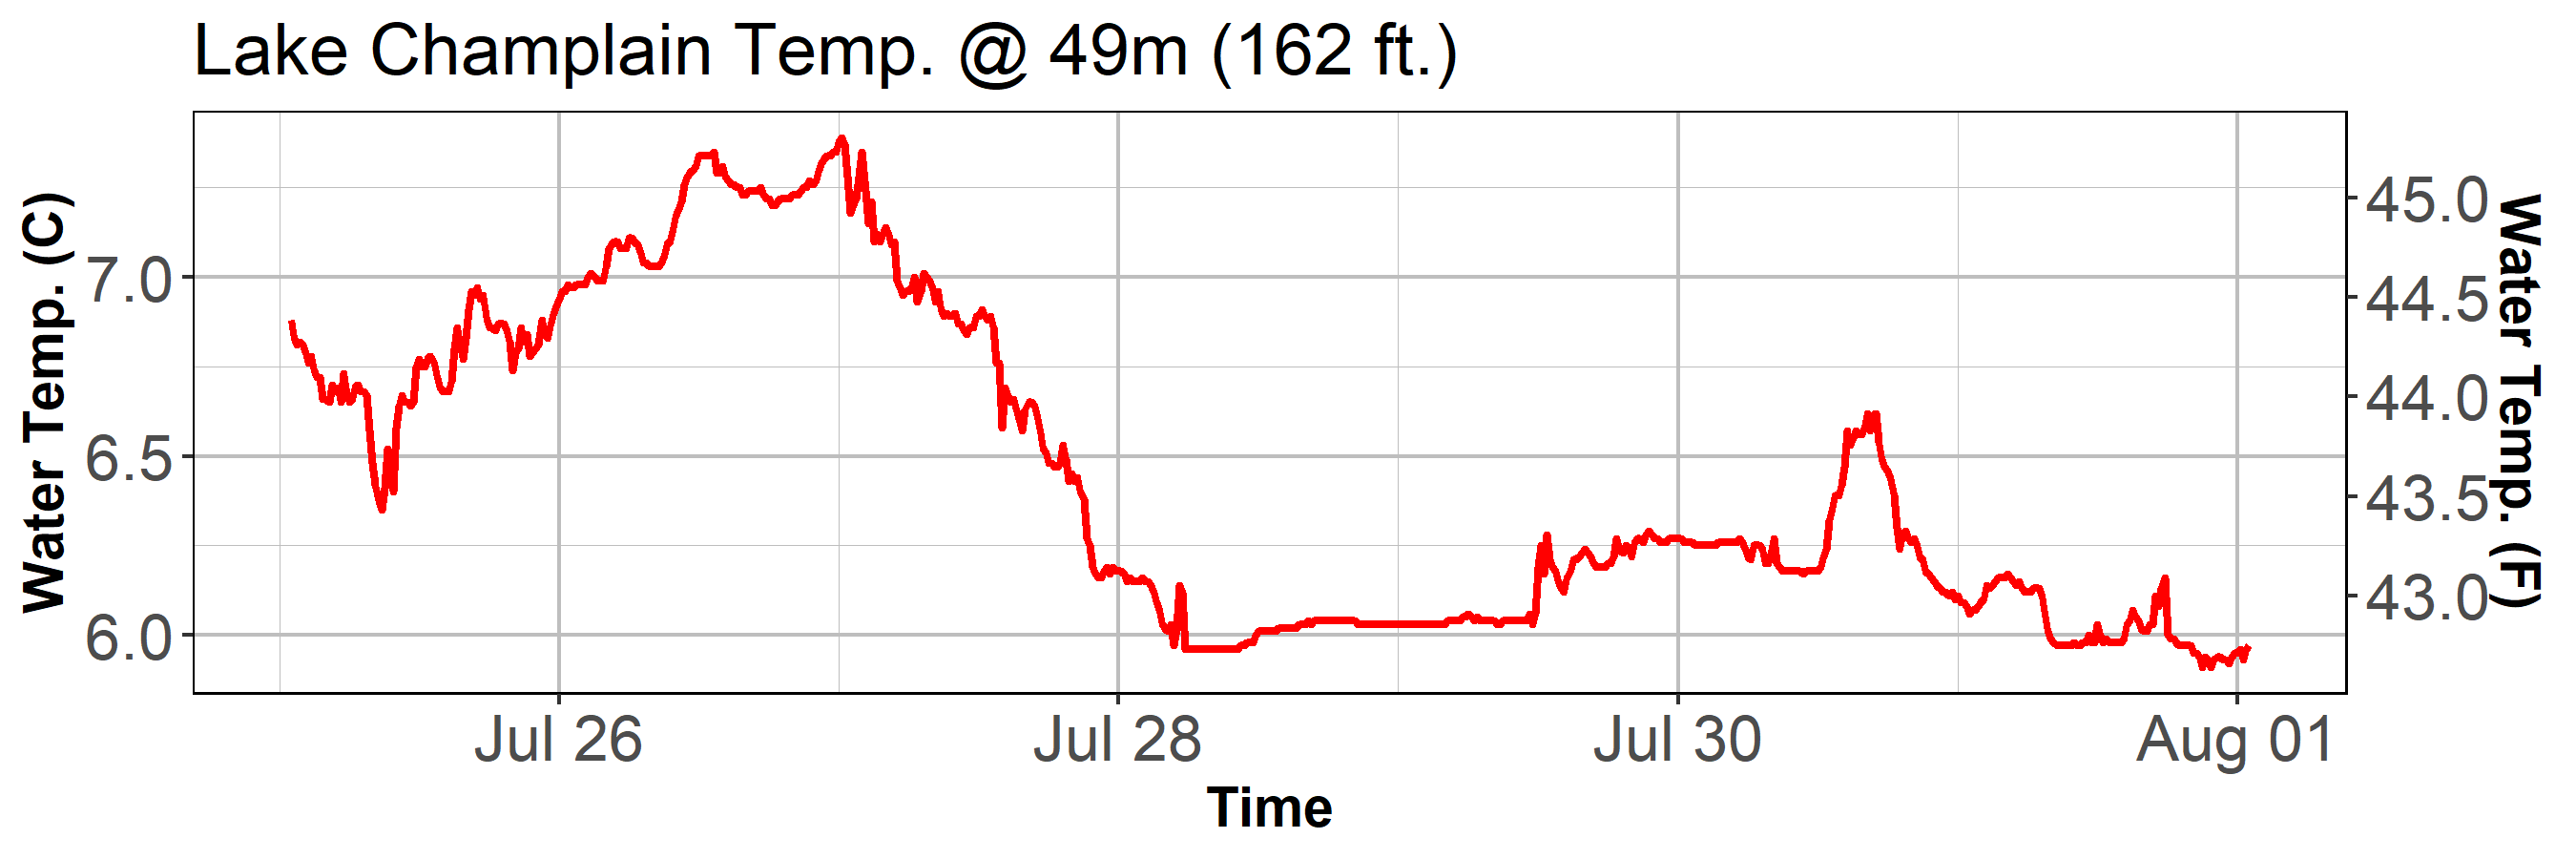 Lake Champlain Temp. @ 49m (162 ft.)
Water Temp. (C)
7.0
6.5
6.0
45.0
44.5
44.0
43.5
43.0
Water Temp. (F)
Jul 26
Jul 28
Jul 30
Aug 01
Time